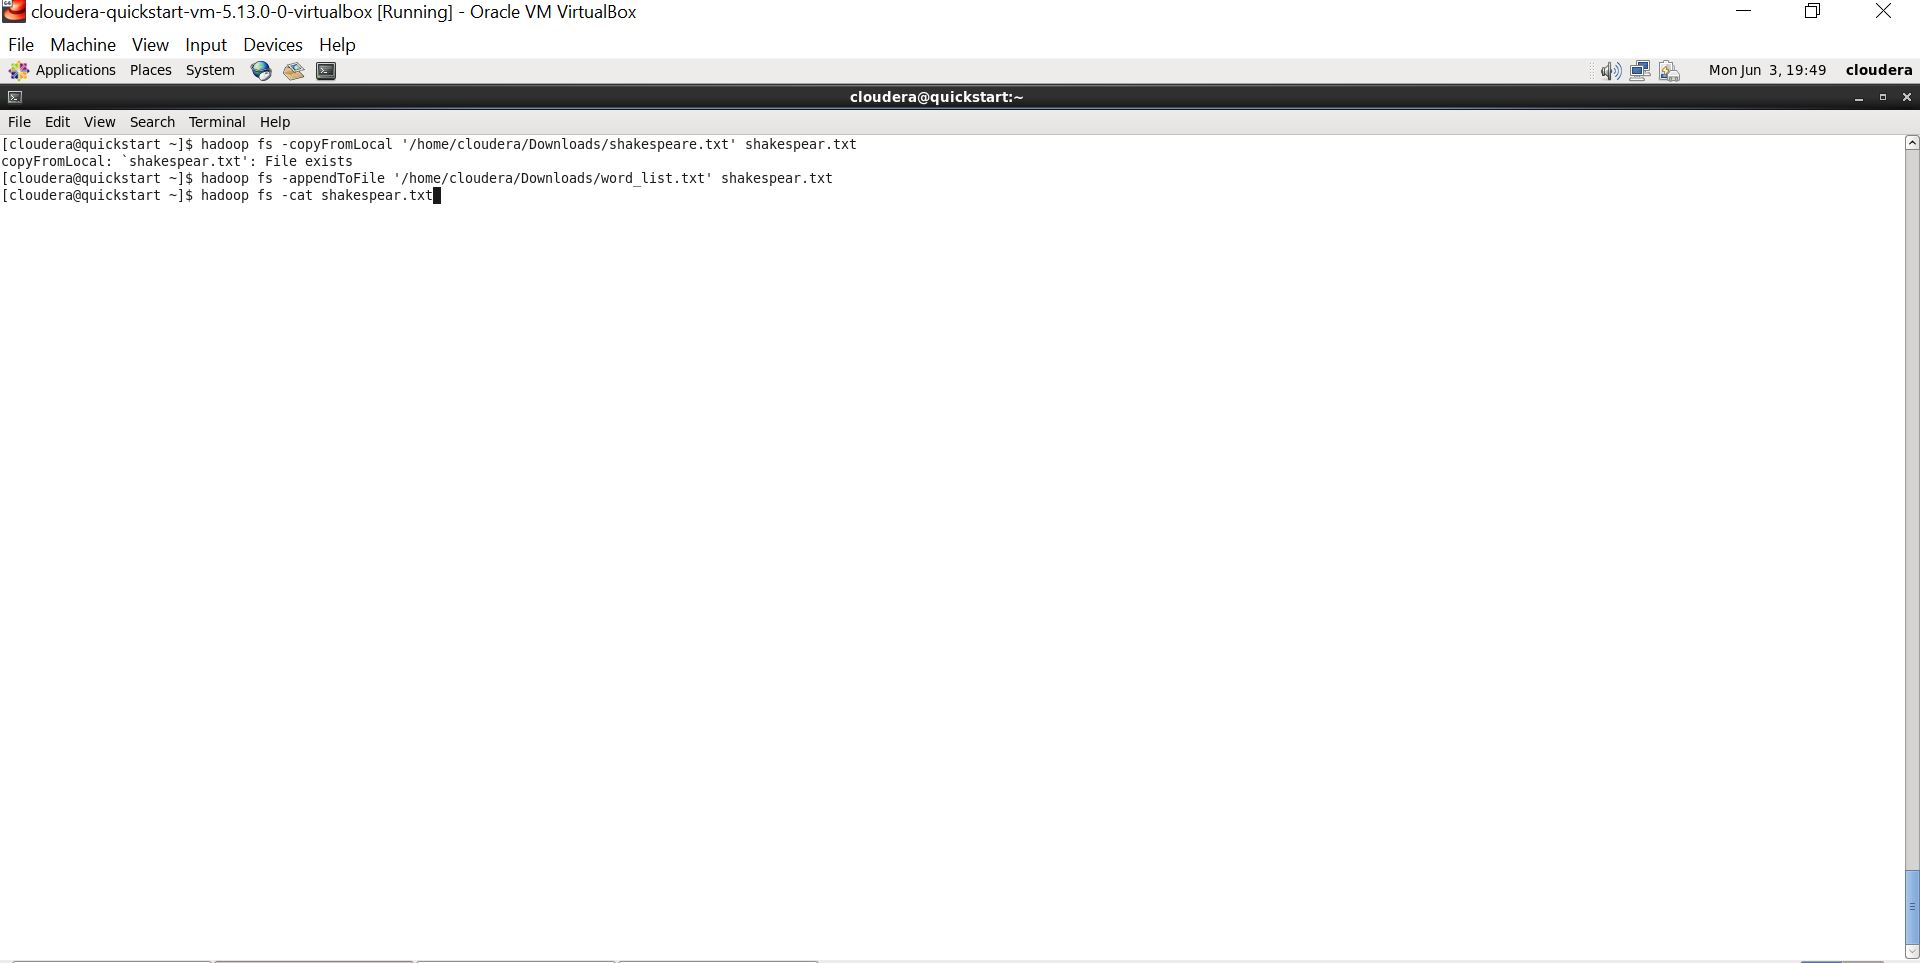 cloudera-quickstart-vm-5.13.0-0-virtualbox [Running] - Oracle VM VirtualBox
File Machine View Input Devices Help
Applications Places System Mon Jun 3, 19:49 cloudera
cloudera@quickstart:~
File Edit View Search Terminal Help
[cloudera@quickstart ~]$ hadoop fs -copyFromLocal '/home/cloudera/Downloads/shakespeare.txt' shakespear.txt
copyFromLocal: `shakespear.txt': File exists
[cloudera@quickstart ~]$ hadoop fs -appendToFile '/home/cloudera/Downloads/word_list.txt' shakespear.txt
[cloudera@quickstart ~]$ hadoop fs -cat shakespear.txt